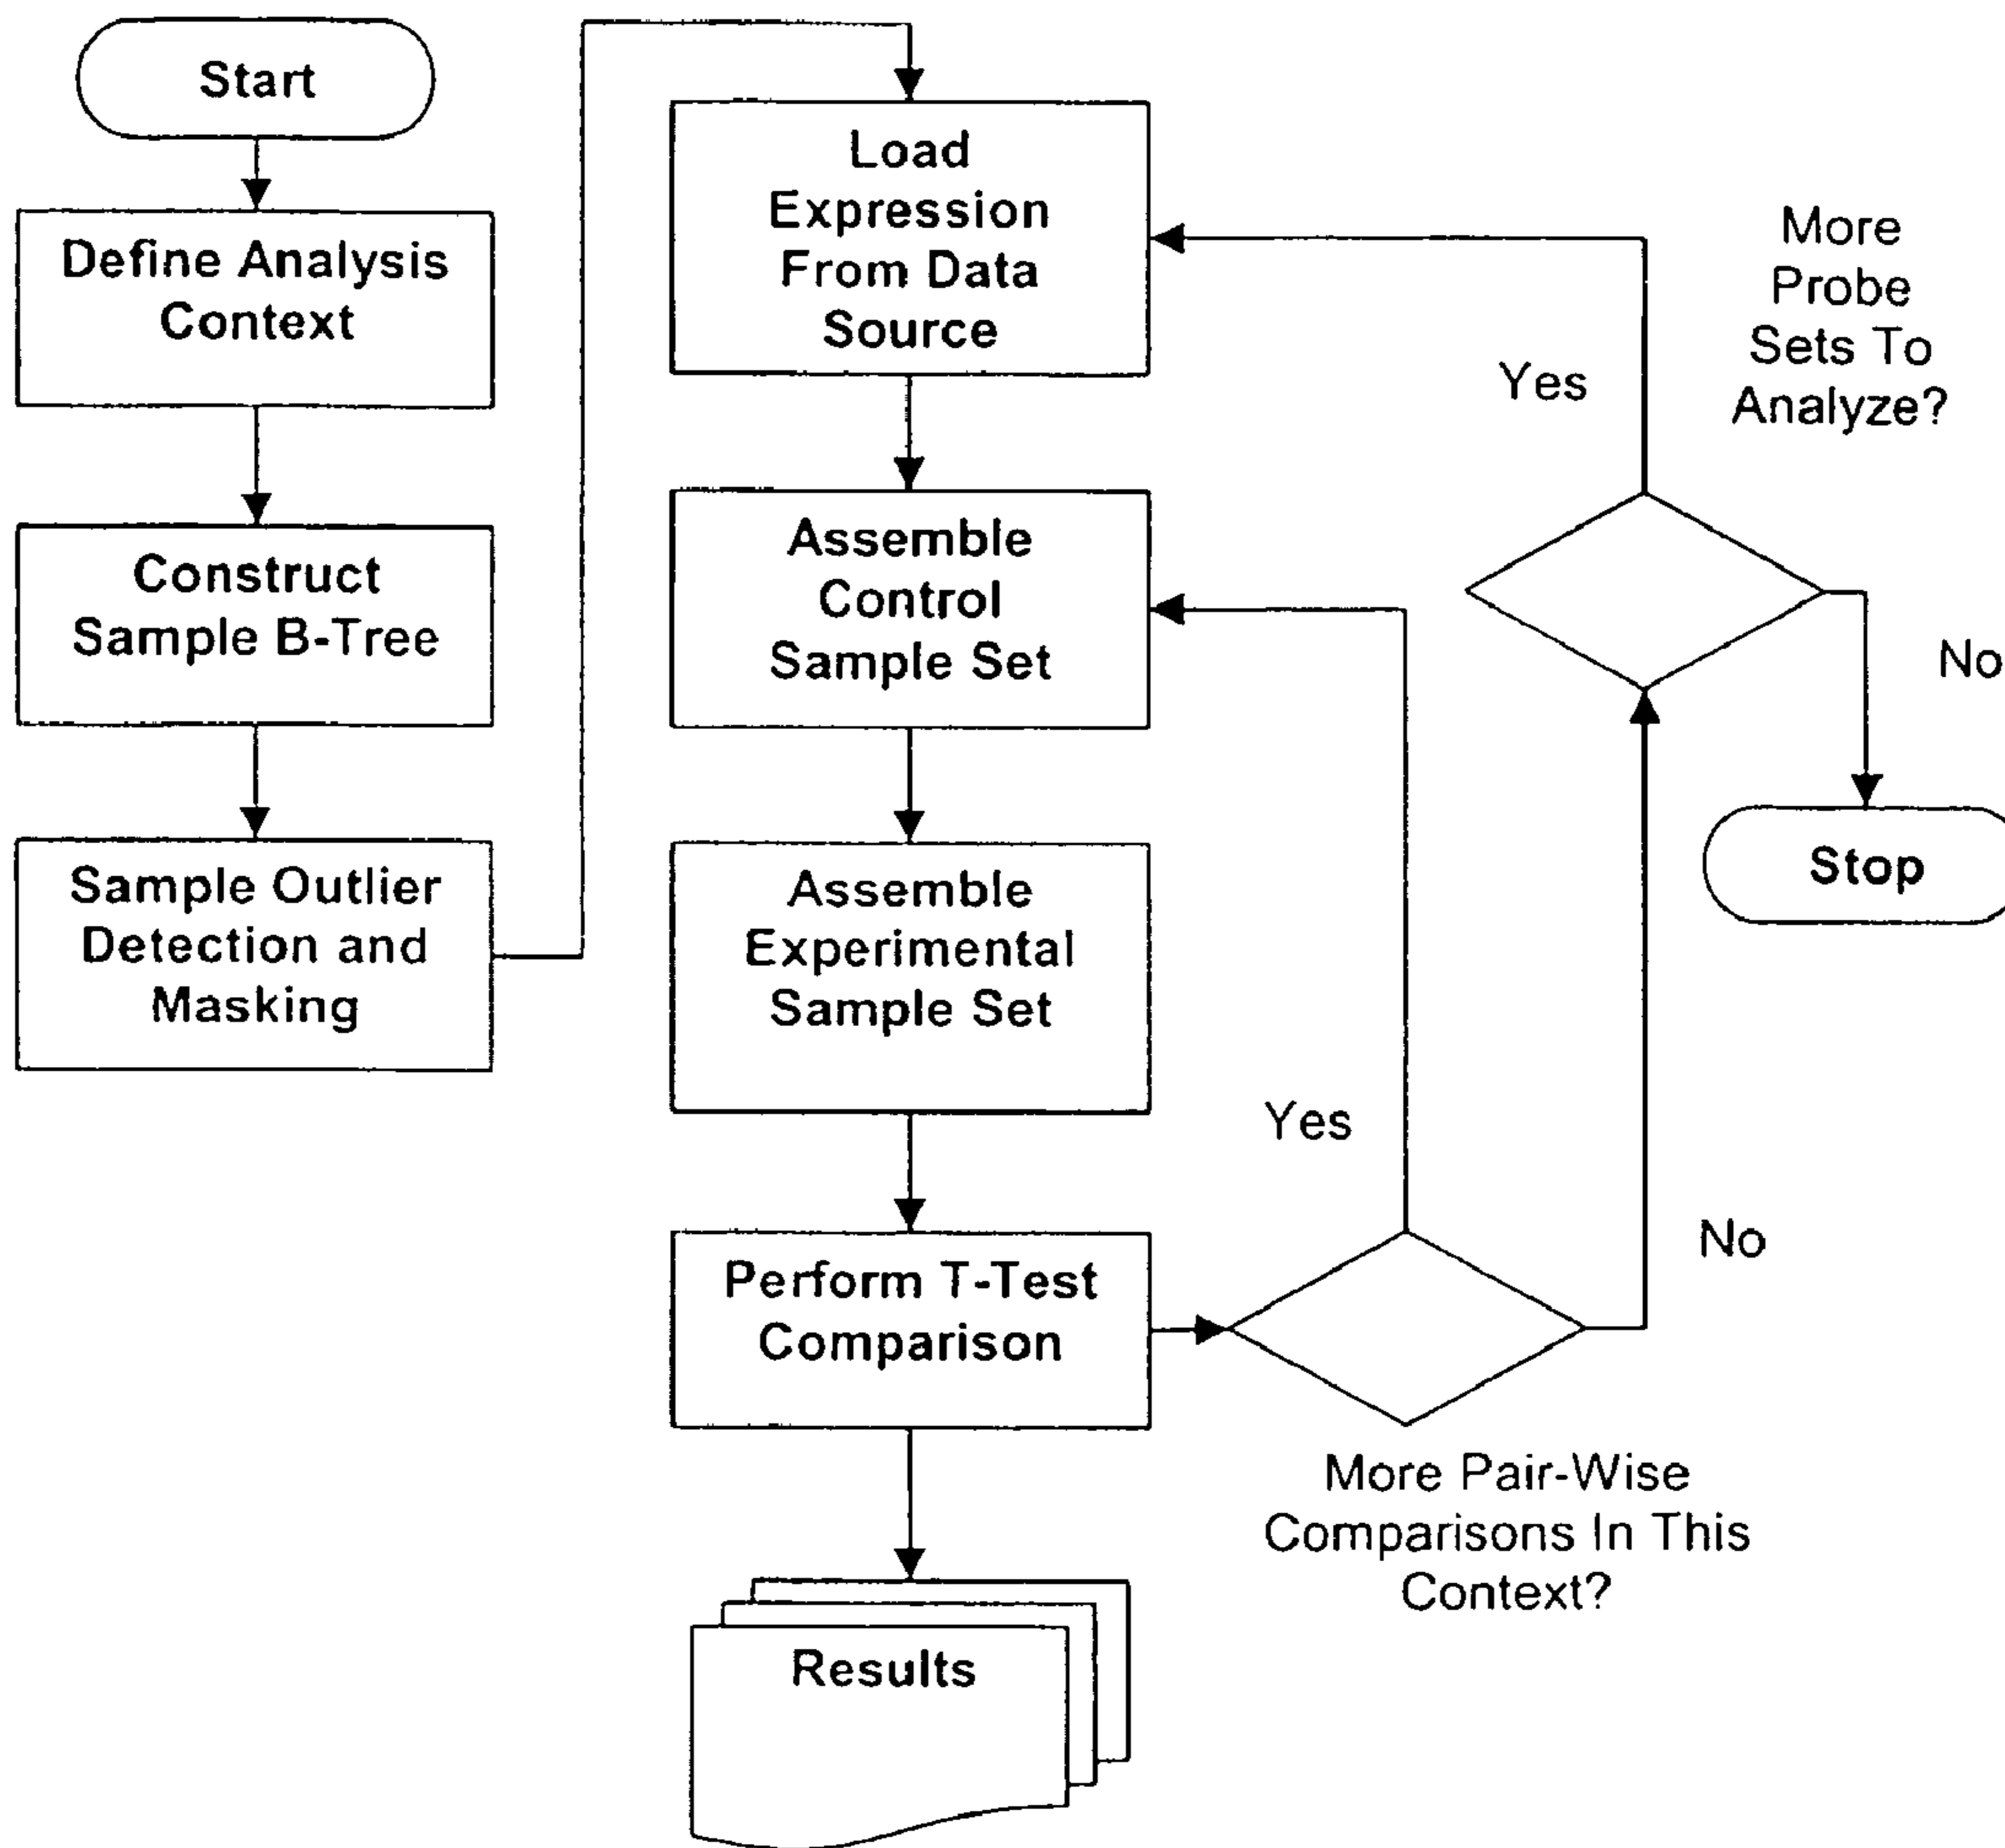 Start
Define Analysis
Context
Construct
Sample B-Tree
Sample Outlier
Detection and
Masking
Load
Expression
From Data
Source
Assemble
Control
Sample Set
Assemble
Experimental
Sample Set
Perform T-Test
Comparison
Results
Yes
No
More Pair-Wise
Comparisons In This
Context?
Yes
More
Probe
Sets To
Analyze?
No
Stop